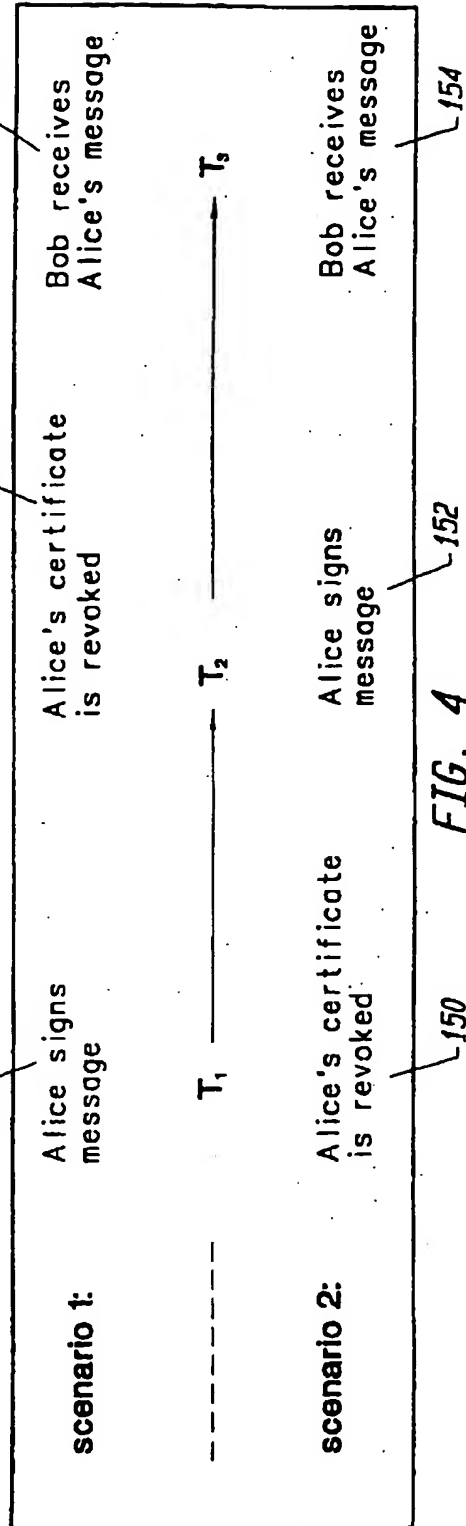 scenario 1:
Alice signs
message
Alice's certificate
is revoked
Bob receives
Alice's message
T₁
T₂
T₃
scenario 2:
Alice's certificate
is revoked
Alice signs
message
Bob receives
Alice's message
150
152
154
FIG. 4